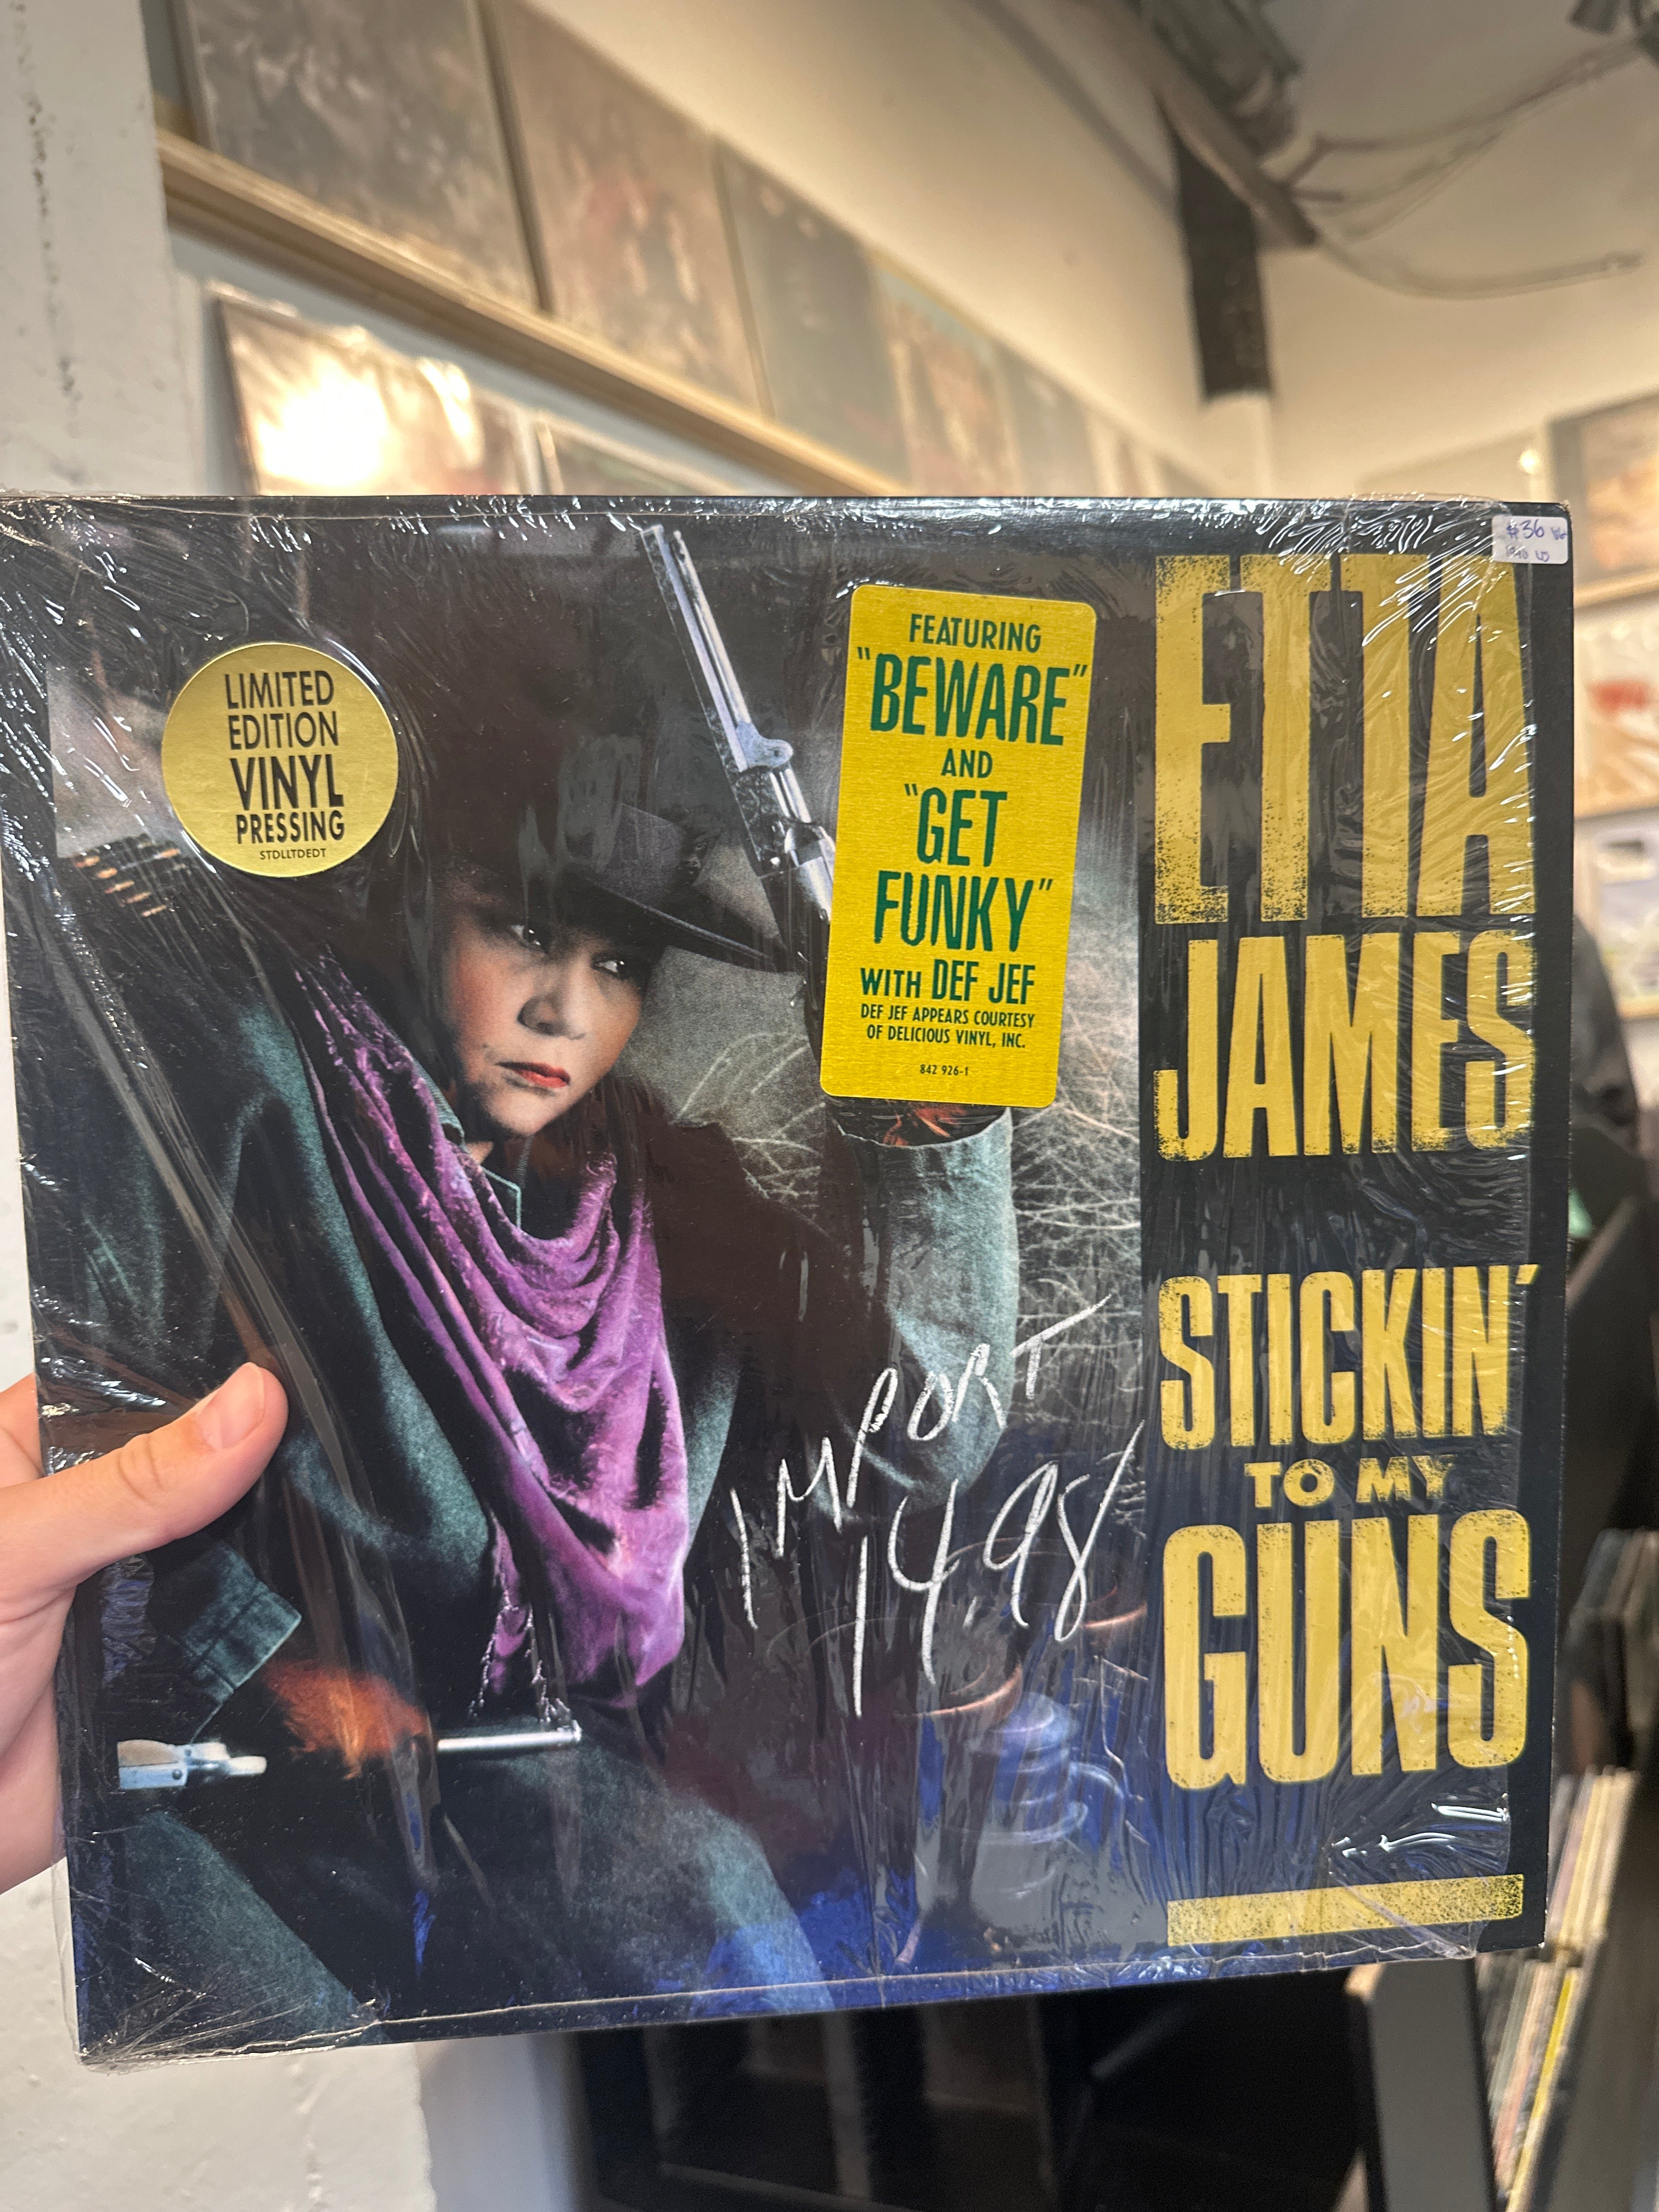 $36
LIMITED
EDITION
VINYL
PRESSING
STDLLTDEDT
FEATURING
"BEWARE"
AND
"GET
FUNKY"
WITH DEF JEF
DEF JEF APPEARS COURTESY
OF DELICIOUS VINYL, INC.
842 926-1
ETTA
JAMES
STICKIN'
TO MY
GUNS
IMPORT
14.98